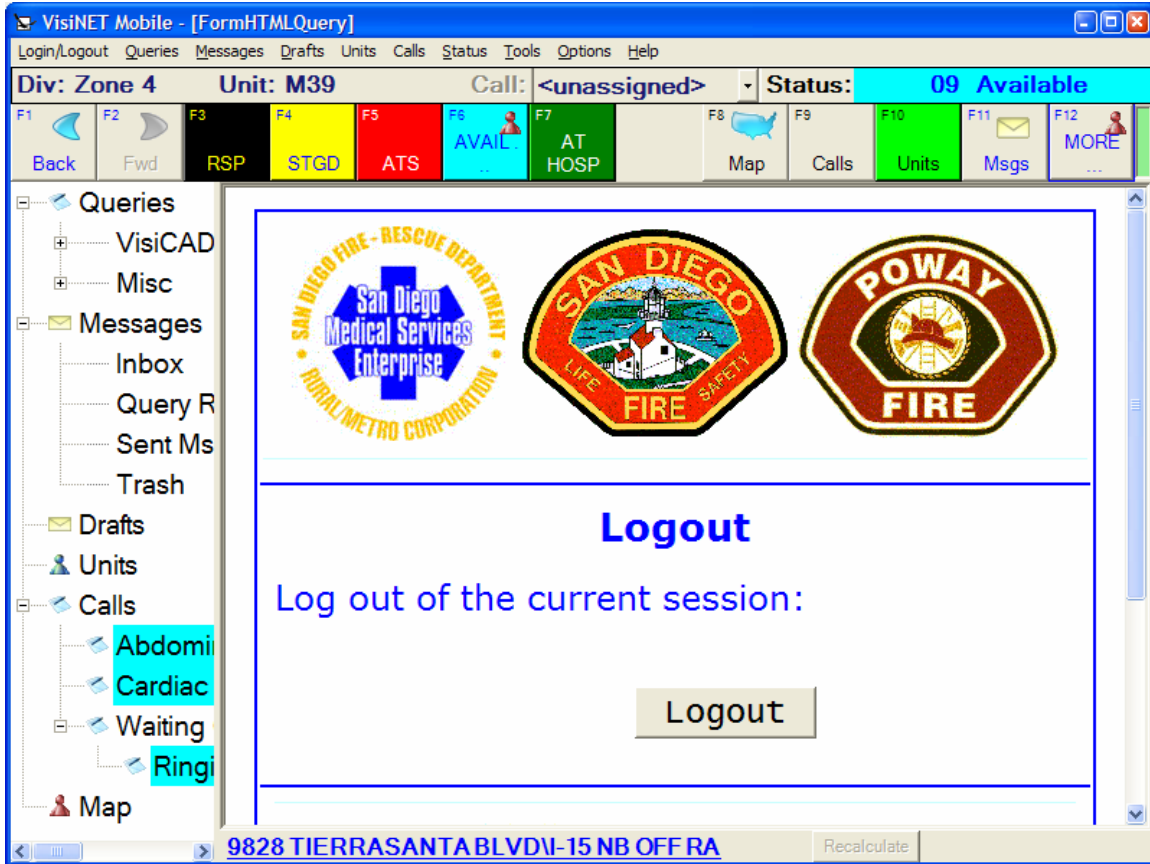 VisiNET Mobile - [FormHTMLQuery]
Login/Logout Queries Messages Drafts Units Calls Status Tools Options Help
Div: Zone 4 Unit: M39 Call: <unassigned> Status: 09 Available
F1 Back
F2 Fwd
F3 RSP
F4 STGD
F5 ATS
F6 AVAIL. ..
F7 AT HOSP
F8 Map
F9 Calls
F10 Units
F11 Msgs
F12 MORE ...
Queries
VisiCAD
Misc
Messages
Inbox
Query R
Sent Ms
Trash
Drafts
Units
Calls
Abdomi
Cardiac
Waiting
Ringi
Map
SAN DIEGO FIRE - RESCUE DEPARTMENT
San Diego
Medical Services
Enterprise
RURAL/METRO CORPORATION
SAN DIEGO
LIFE SAFETY
FIRE
POWAY
FIRE
Logout
Log out of the current session:
Logout
9828 TIERRASANTA BLVD\I-15 NB OFF RA
Recalculate